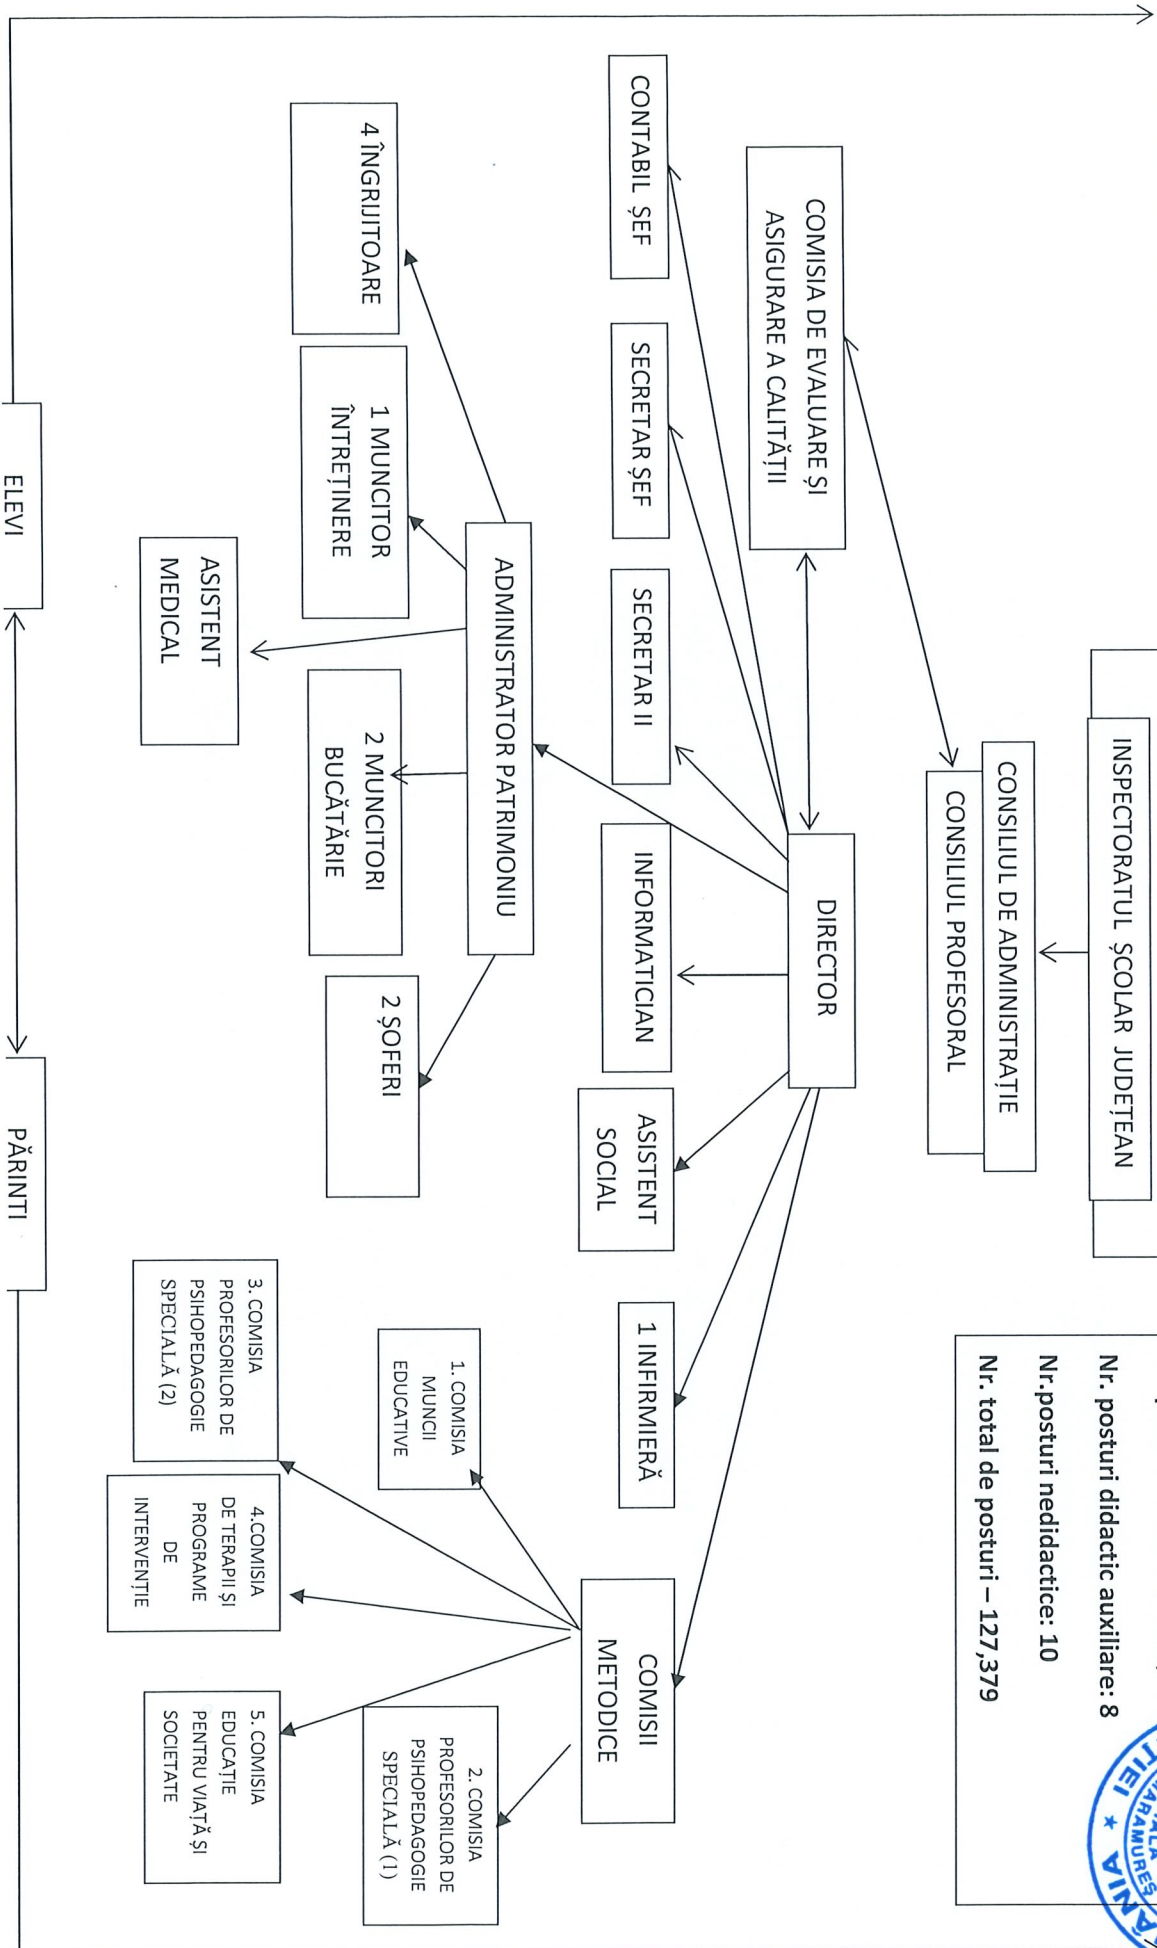 INSPECTORATUL ȘCOLAR JUDEȚEAN
CONSILIUL DE ADMINISTRAȚIE
CONSILIUL PROFESORAL
Nr. posturi didactic auxiliare: 8
Nr.posturi nedidactice: 10
Nr. total de posturi – 127,379
COMISIA DE EVALUARE ȘI
ASIGURARE A CALITĂȚII
DIRECTOR
CONTABIL ȘEF
SECRETAR ȘEF
SECRETAR II
INFORMATICIAN
ASISTENT
SOCIAL
1 INFIRMIERĂ
COMISII
METODICE
ADMINISTRATOR PATRIMONIU
4 ÎNGRIJITOARE
1 MUNCITOR
ÎNTREȚINERE
2 MUNCITORI
BUCĂTĂRIE
2 ȘOFERI
ASISTENT
MEDICAL
1. COMISIA
MUNCII
EDUCATIVE
2. COMISIA
PROFESORILOR DE
PSIHOPEDAGOGIE
SPECIALĂ (1)
3. COMISIA
PROFESORILOR DE
PSIHOPEDAGOGIE
SPECIALĂ (2)
4.COMISIA
DE TERAPII ȘI
PROGRAME
DE
INTERVENȚIE
5. COMISIA
EDUCAȚIE
PENTRU VIAȚĂ ȘI
SOCIETATE
ELEVI
PĂRINTI
MARAMUREȘ